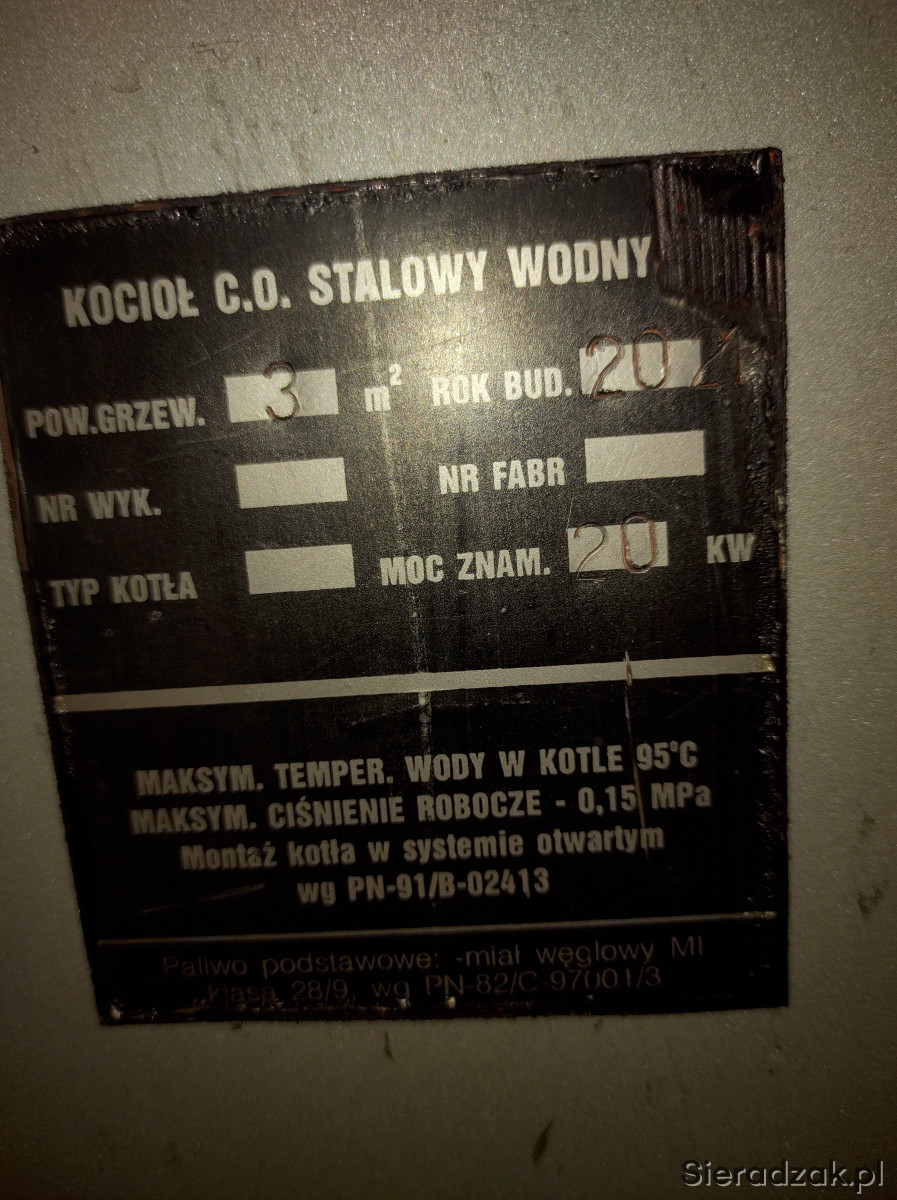 KOCIOŁ C.O. STALOWY WODNY
POW.GRZEW. 3 m² ROK BUD. 2021
NR WYK. NR FABR
TYP KOTŁA MOC ZNAM. 20 KW
MAKSYM. TEMPER. WODY W KOTLE 95°C
MAKSYM. CIŚNIENIE ROBOCZE - 0,15 MPa
Montaż kotła w systemie otwartym
wg PN-91/B-02413
Paliwo podstawowe: -miał węglowy MI
klasa 28/9, wg PN-82/C-97001/3
Sieradzak.pl